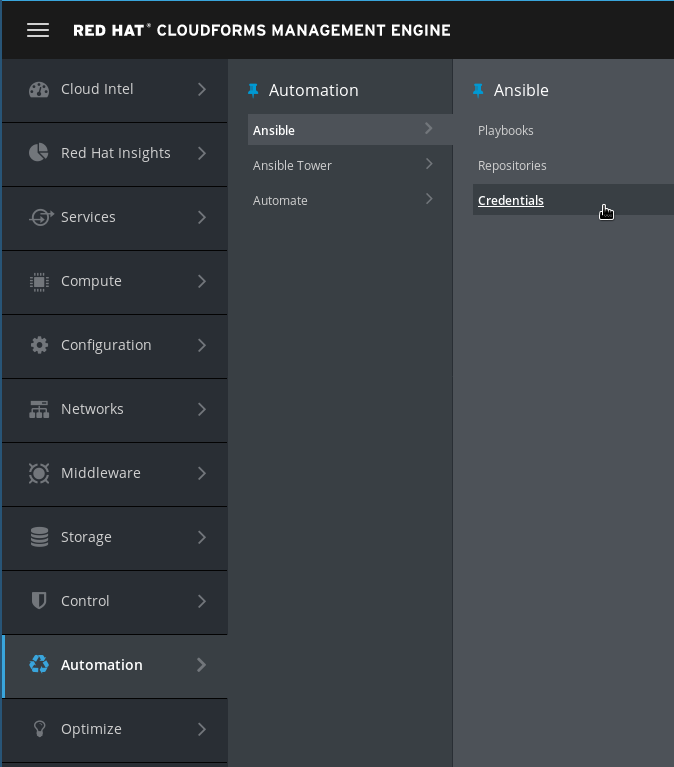 RED HAT® CLOUDFORMS MANAGEMENT ENGINE
Cloud Intel
Red Hat Insights
Services
Compute
Configuration
Networks
Middleware
Storage
Control
Automation
Optimize
Automation
Ansible
Ansible Tower
Automate
Ansible
Playbooks
Repositories
Credentials